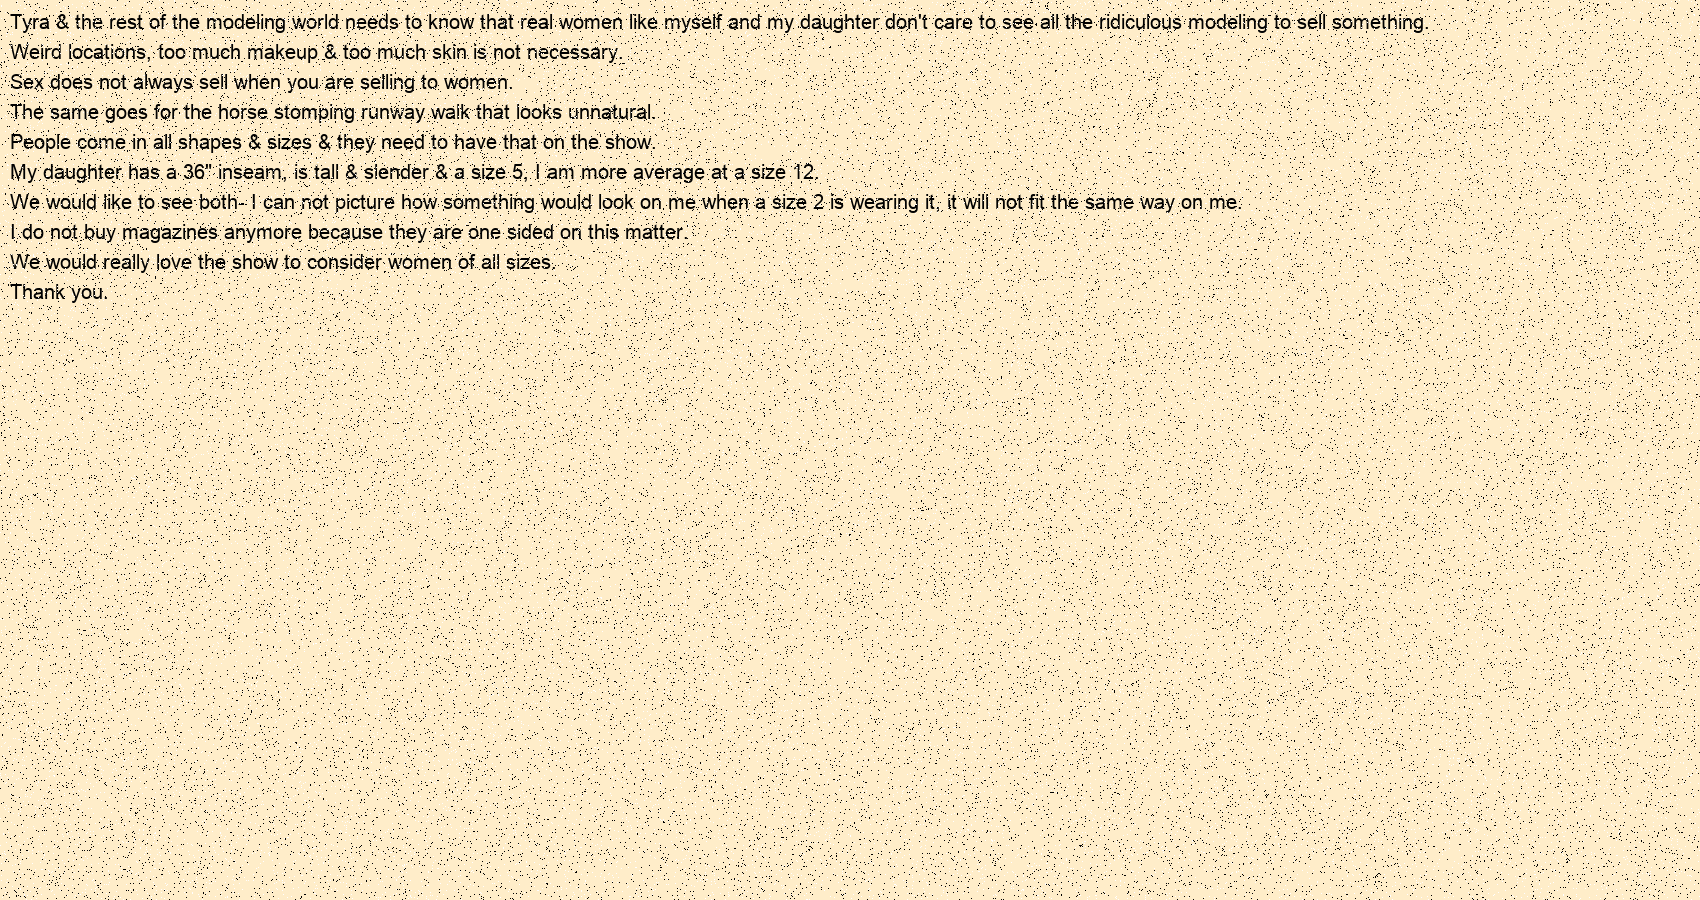 Tyra & the rest of the modeling world needs to know that real women like myself and my daughter don't care to see all the ridiculous modeling to sell something.
Weird locations, too much makeup & too much skin is not necessary.
Sex does not always sell when you are selling to women.
The same goes for the horse stomping runway walk that looks unnatural.
People come in all shapes & sizes & they need to have that on the show.
My daughter has a 36" inseam, is tall & slender & a size 5, I am more average at a size 12.
We would like to see both- I can not picture how something would look on me when a size 2 is wearing it, it will not fit the same way on me.
I do not buy magazines anymore because they are one sided on this matter.
We would really love the show to consider women of all sizes.
Thank you.